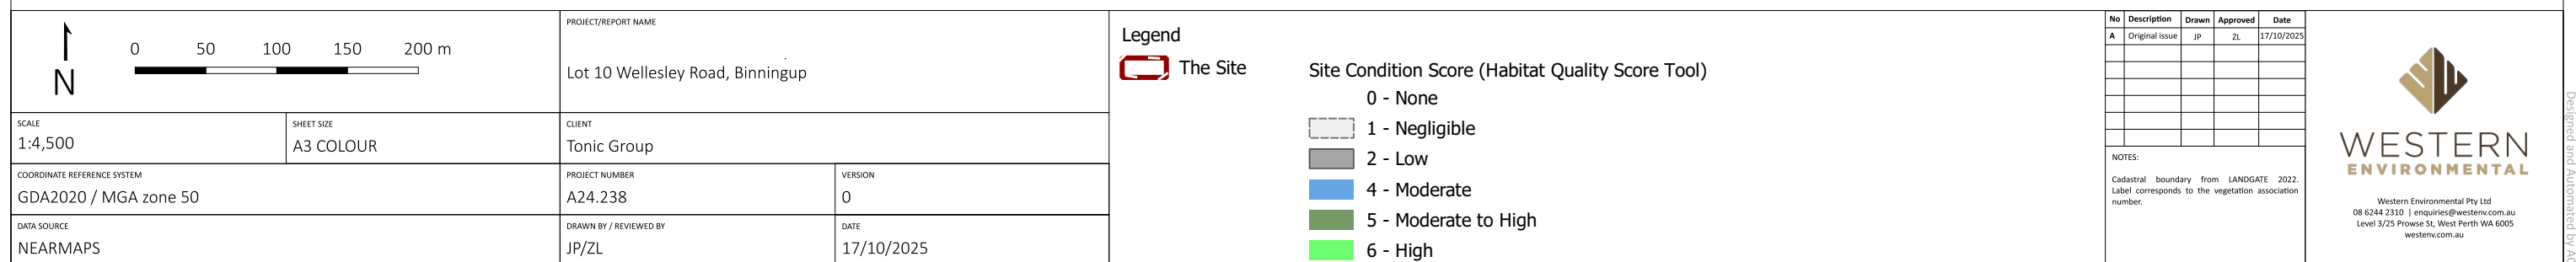 0 50 100 150 200 m
N
SCALE
1:4,500
SHEET SIZE
A3 COLOUR
COORDINATE REFERENCE SYSTEM
GDA2020 / MGA zone 50
DATA SOURCE
NEARMAPS
PROJECT/REPORT NAME
Lot 10 Wellesley Road, Binningup
CLIENT
Tonic Group
PROJECT NUMBER
A24.238
VERSION
0
DRAWN BY / REVIEWED BY
JP/ZL
DATE
17/10/2025
Legend
The Site
Site Condition Score (Habitat Quality Score Tool)
0 - None
1 - Negligible
2 - Low
4 - Moderate
5 - Moderate to High
6 - High
No Description Drawn Approved Date
A Original issue JP ZL 17/10/2025
NOTES:
Cadastral boundary from LANDGATE 2022.
Label corresponds to the vegetation association
number.
WESTERN
ENVIRONMENTAL
Western Environmental Pty Ltd
08 6244 2310 | enquiries@westenv.com.au
Level 3/25 Prowse St, West Perth WA 6005
westenv.com.au
Designed and Automated by